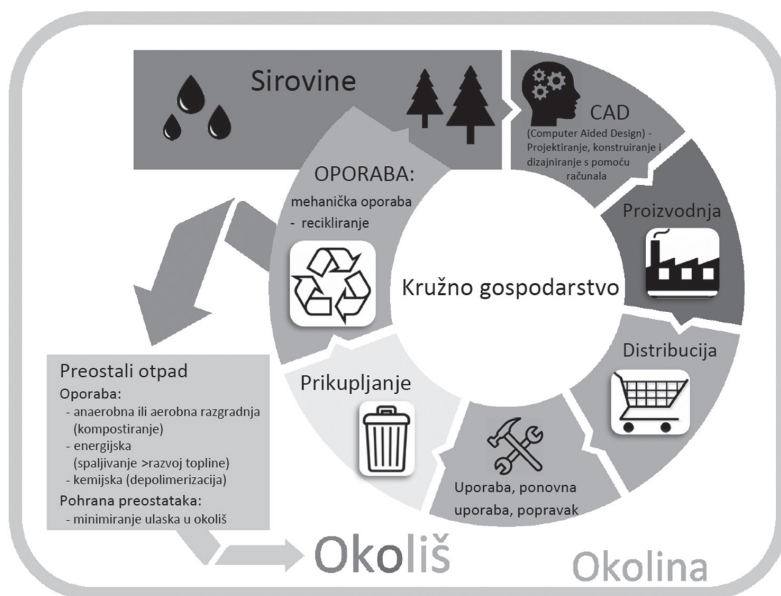 Sirovine
CAD
(Computer Aided Design) -
Projektiranje, konstruiranje i
dizajniranje s pomoću
računala
Proizvodnja
Distribucija
Uporaba, ponovna
uporaba, popravak
Prikupljanje
OPORABA:
mehanička oporaba
- recikliranje
Kružno gospodarstvo
Preostali otpad
Oporaba:
- anaerobna ili aerobna razgradnja
(kompostiranje)
- energijska
(spaljivanje >razvoj topline)
- kemijska (depolimerizacija)
Pohrana preostataka:
- minimiranje ulaska u okoliš
Okoliš
Okolina